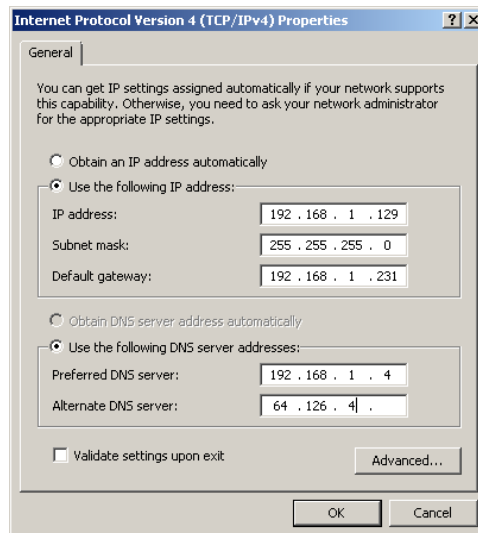 Internet Protocol Version 4 (TCP/IPv4) Properties ? X
General
You can get IP settings assigned automatically if your network supports
this capability. Otherwise, you need to ask your network administrator
for the appropriate IP settings.
Obtain an IP address automatically
Use the following IP address:
IP address: 192 . 168 . 1 . 129
Subnet mask: 255 . 255 . 255 . 0
Default gateway: 192 . 168 . 1 . 231
Obtain DNS server address automatically
Use the following DNS server addresses:
Preferred DNS server: 192 . 168 . 1 . 4
Alternate DNS server: 64 . 126 . 4 .
Validate settings upon exit
Advanced...
OK Cancel